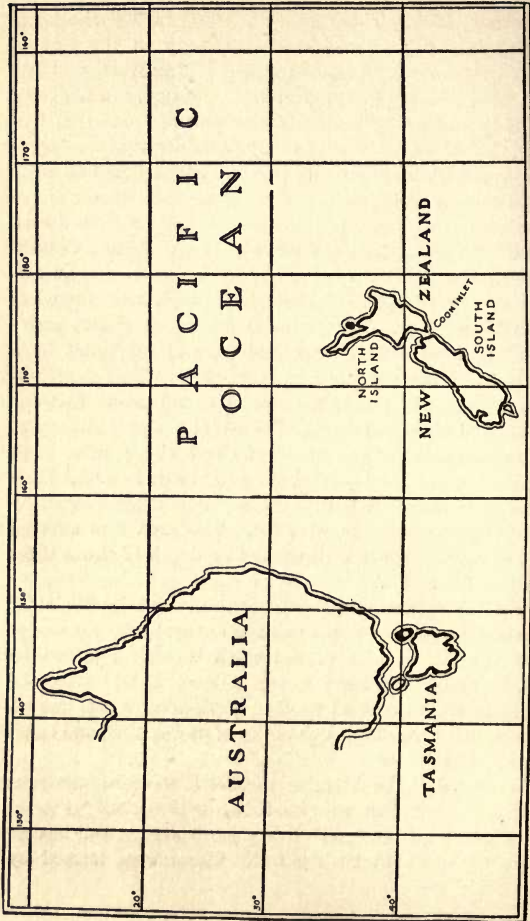 130°
140°
150°
160°
170°
180°
170°
160°
20°
30°
40°
PACIFIC
OCEAN
AUSTRALIA
TASMANIA
NORTH
ISLAND
NEW ZEALAND
COOK INLET
SOUTH
ISLAND